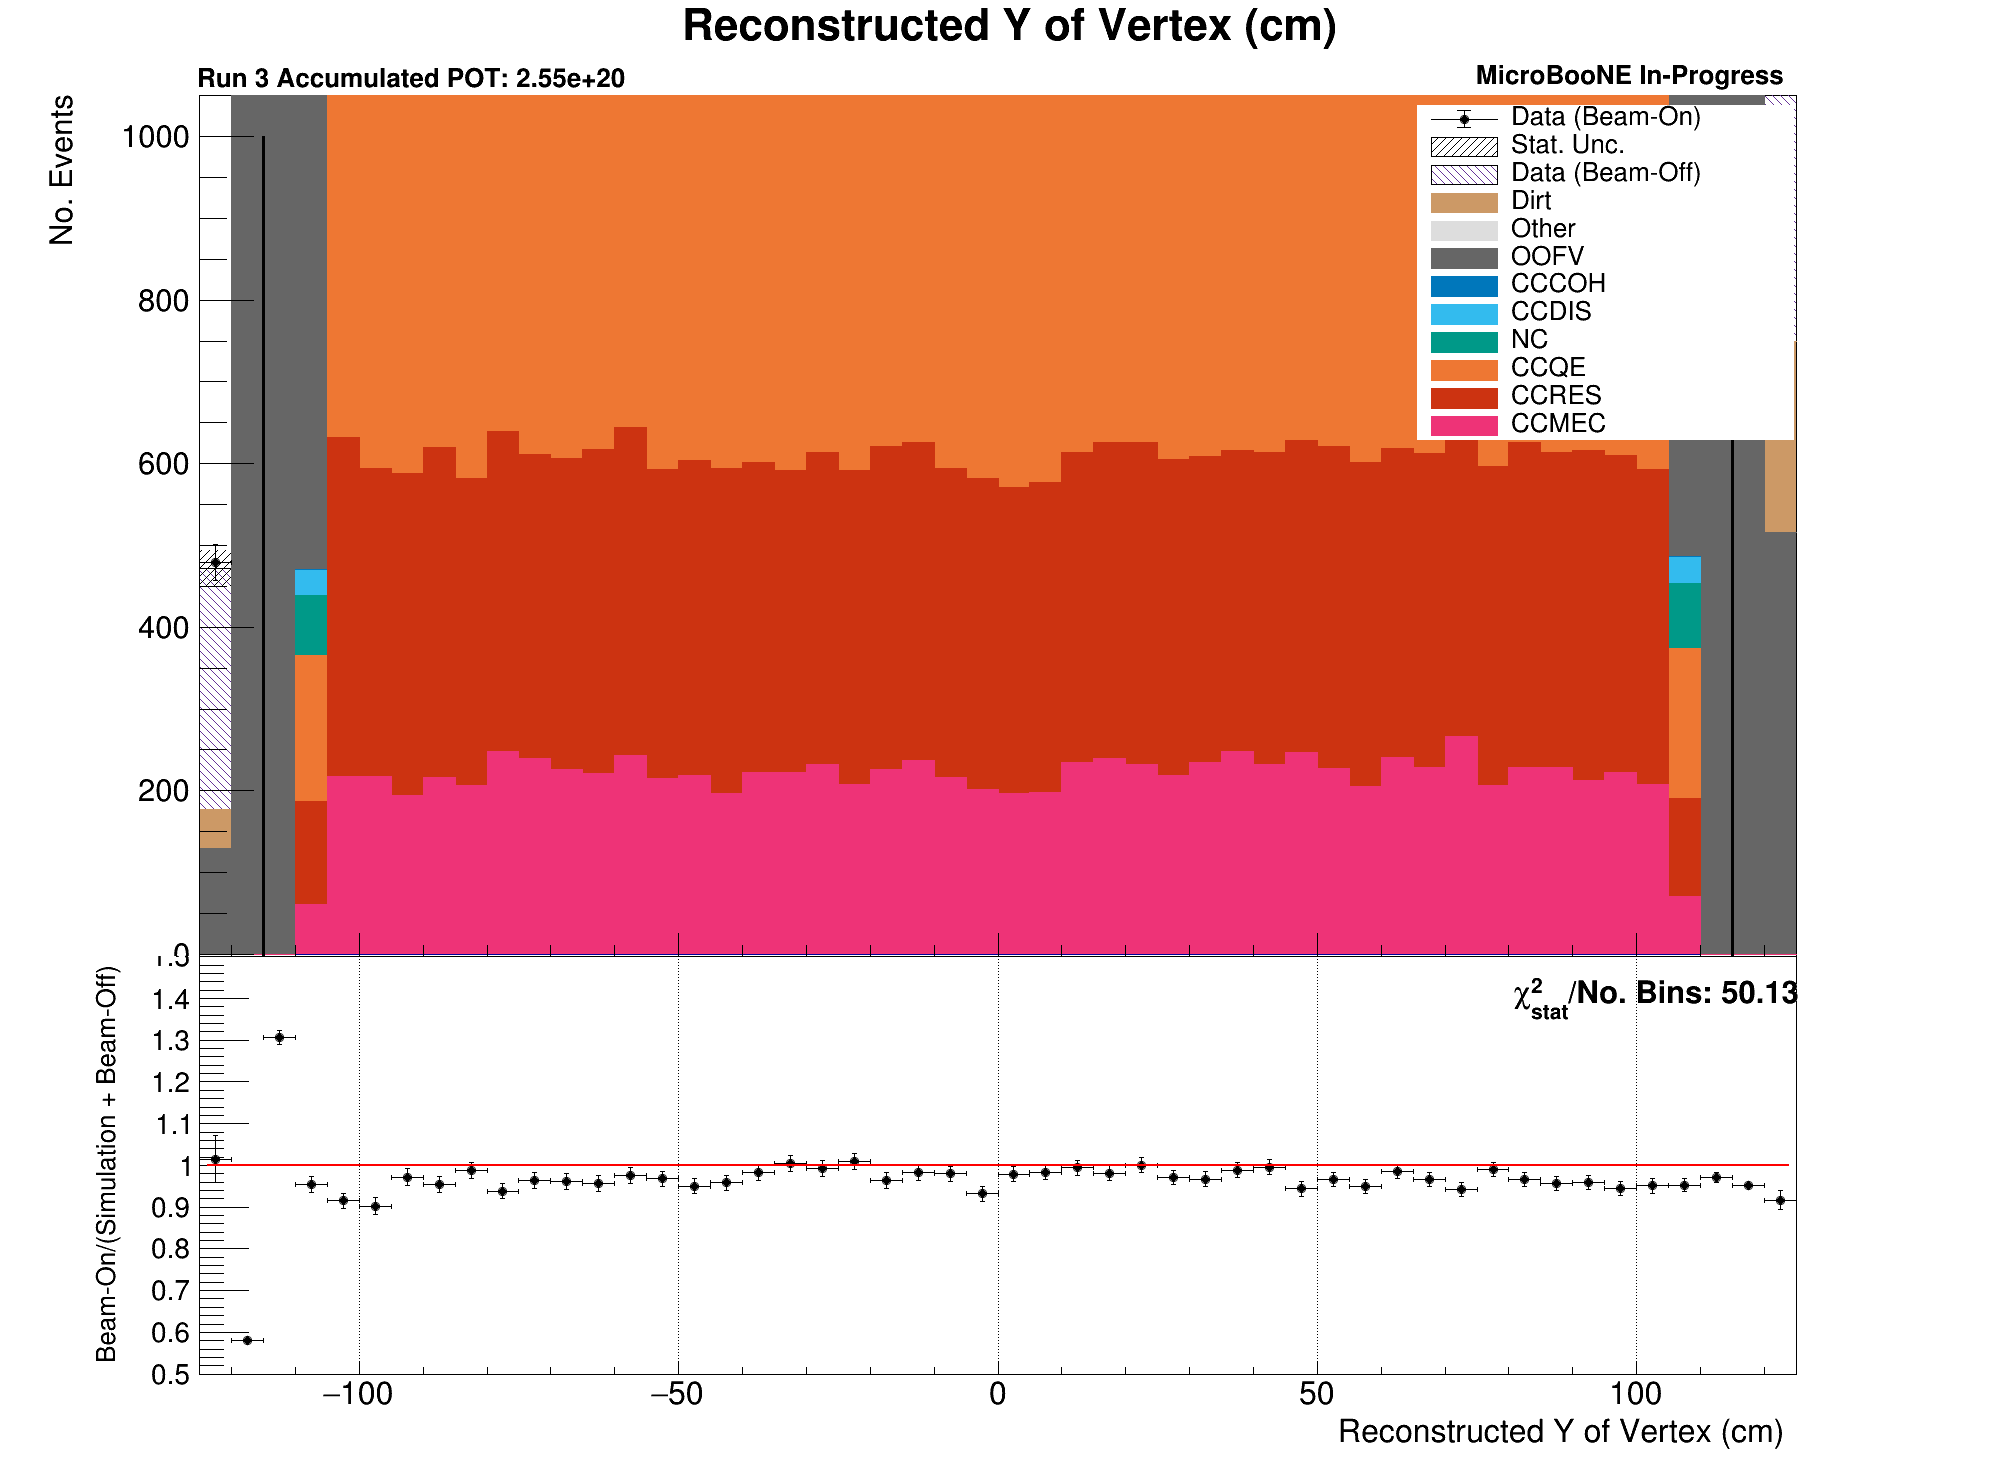 Reconstructed Y of Vertex (cm)
Run 3 Accumulated POT: 2.55e+20
MicroBooNE In-Progress
No. Events
1000
800
600
400
200
0
Data (Beam-On)
Stat. Unc.
Data (Beam-Off)
Dirt
Other
OOFV
CCCOH
CCDIS
NC
CCQE
CCRES
CCMEC
Beam-On/(Simulation + Beam-Off)
1.5
1.4
1.3
1.2
1.1
1
0.9
0.8
0.7
0.6
0.5
χ²stat/No. Bins: 50.13
−100 −50 0 50 100
Reconstructed Y of Vertex (cm)